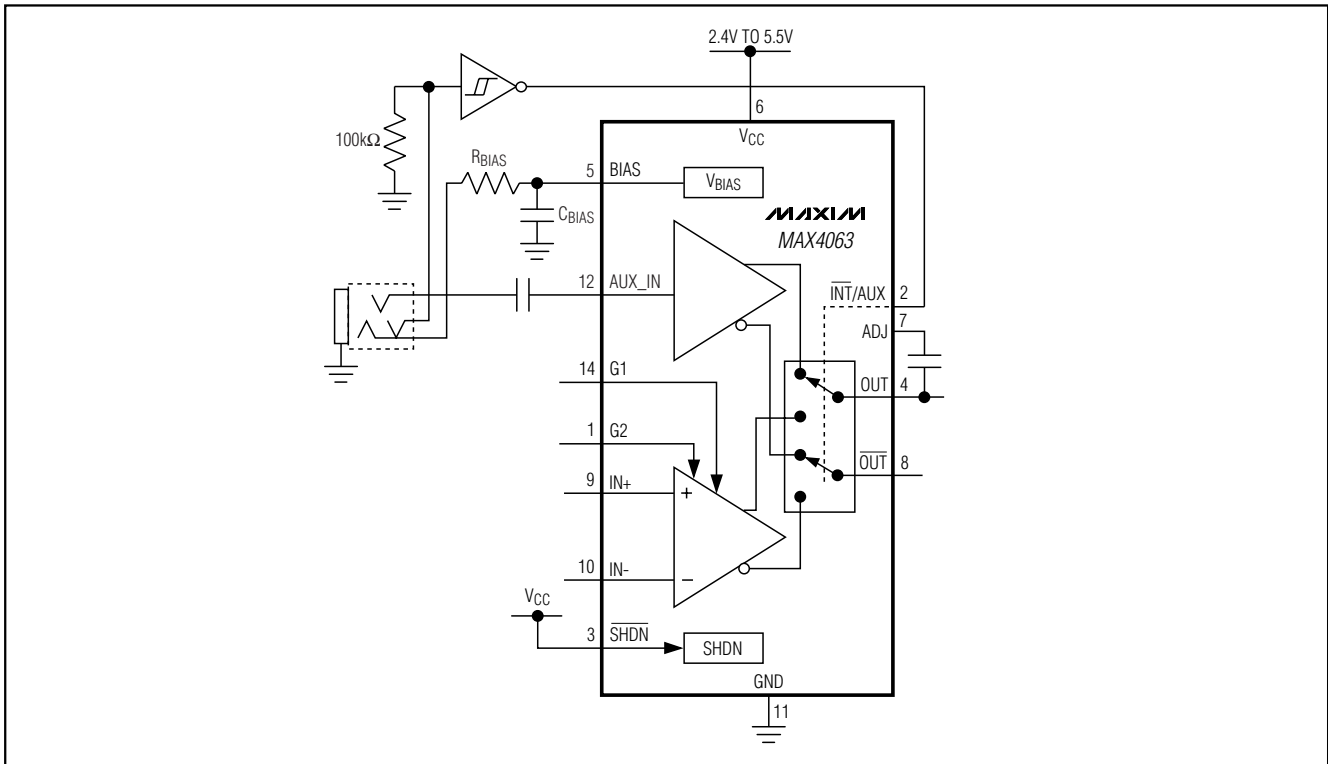 2.4V TO 5.5V
6
VCC
100kΩ
RBIAS
5
BIAS
VBIAS
CBIAS
MAXIM
MAX4063
12
AUX_IN
INT/AUX
2
7
ADJ
14
G1
OUT
4
1
G2
OUT
8
9
IN+
+
10
IN-
−
VCC
3
SHDN
SHDN
GND
11